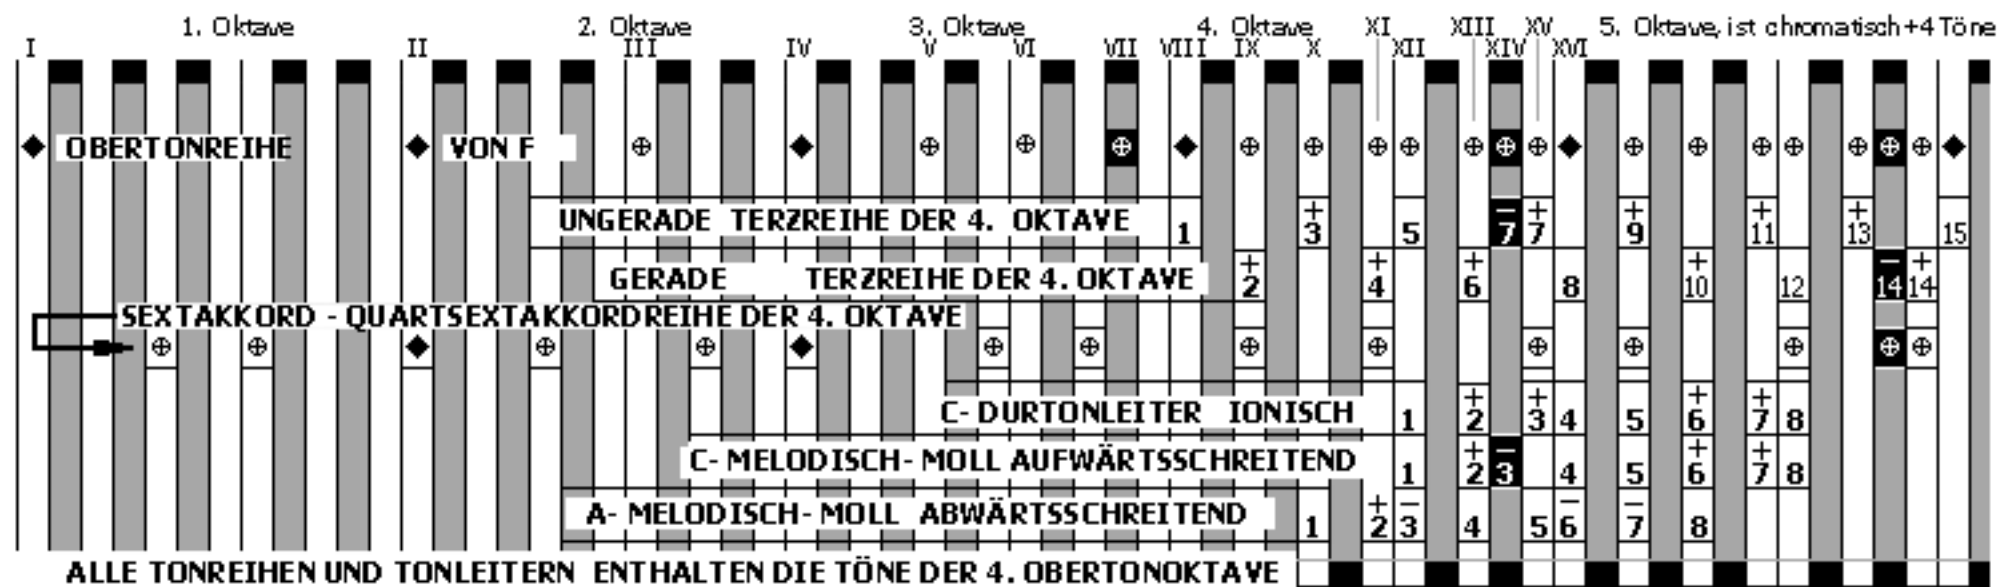 1. Oktave 2. Oktave 3. Oktave 4. Oktave XI XIII XV 5. Oktave, ist chromatisch+4 Töne
I II III IV V VI VII VIII IX X XII XIV XVI
OBERTONREIHE VON F
UNGERADE TERZREIHE DER 4. OKTAVE 1 +3 5 −7 +7 +9 +11 +13 15
GERADE TERZREIHE DER 4. OKTAVE +2 +4 +6 8 +10 12 −14 +14
SEXTAKKORD - QUARTSEXTAKKORDREIHE DER 4. OKTAVE
C- DURTONLEITER IONISCH 1 +2 +3 4 5 +6 +7 8
C- MELODISCH- MOLL AUFWÄRTSSCHREITEND 1 +2 −3 4 5 +6 +7 8
A- MELODISCH- MOLL ABWÄRTSSCHREITEND 1 +2 −3 4 5 −6 −7 8
ALLE TONREIHEN UND TONLEITERN ENTHALTEN DIE TÖNE DER 4. OBERTONOKTAVE